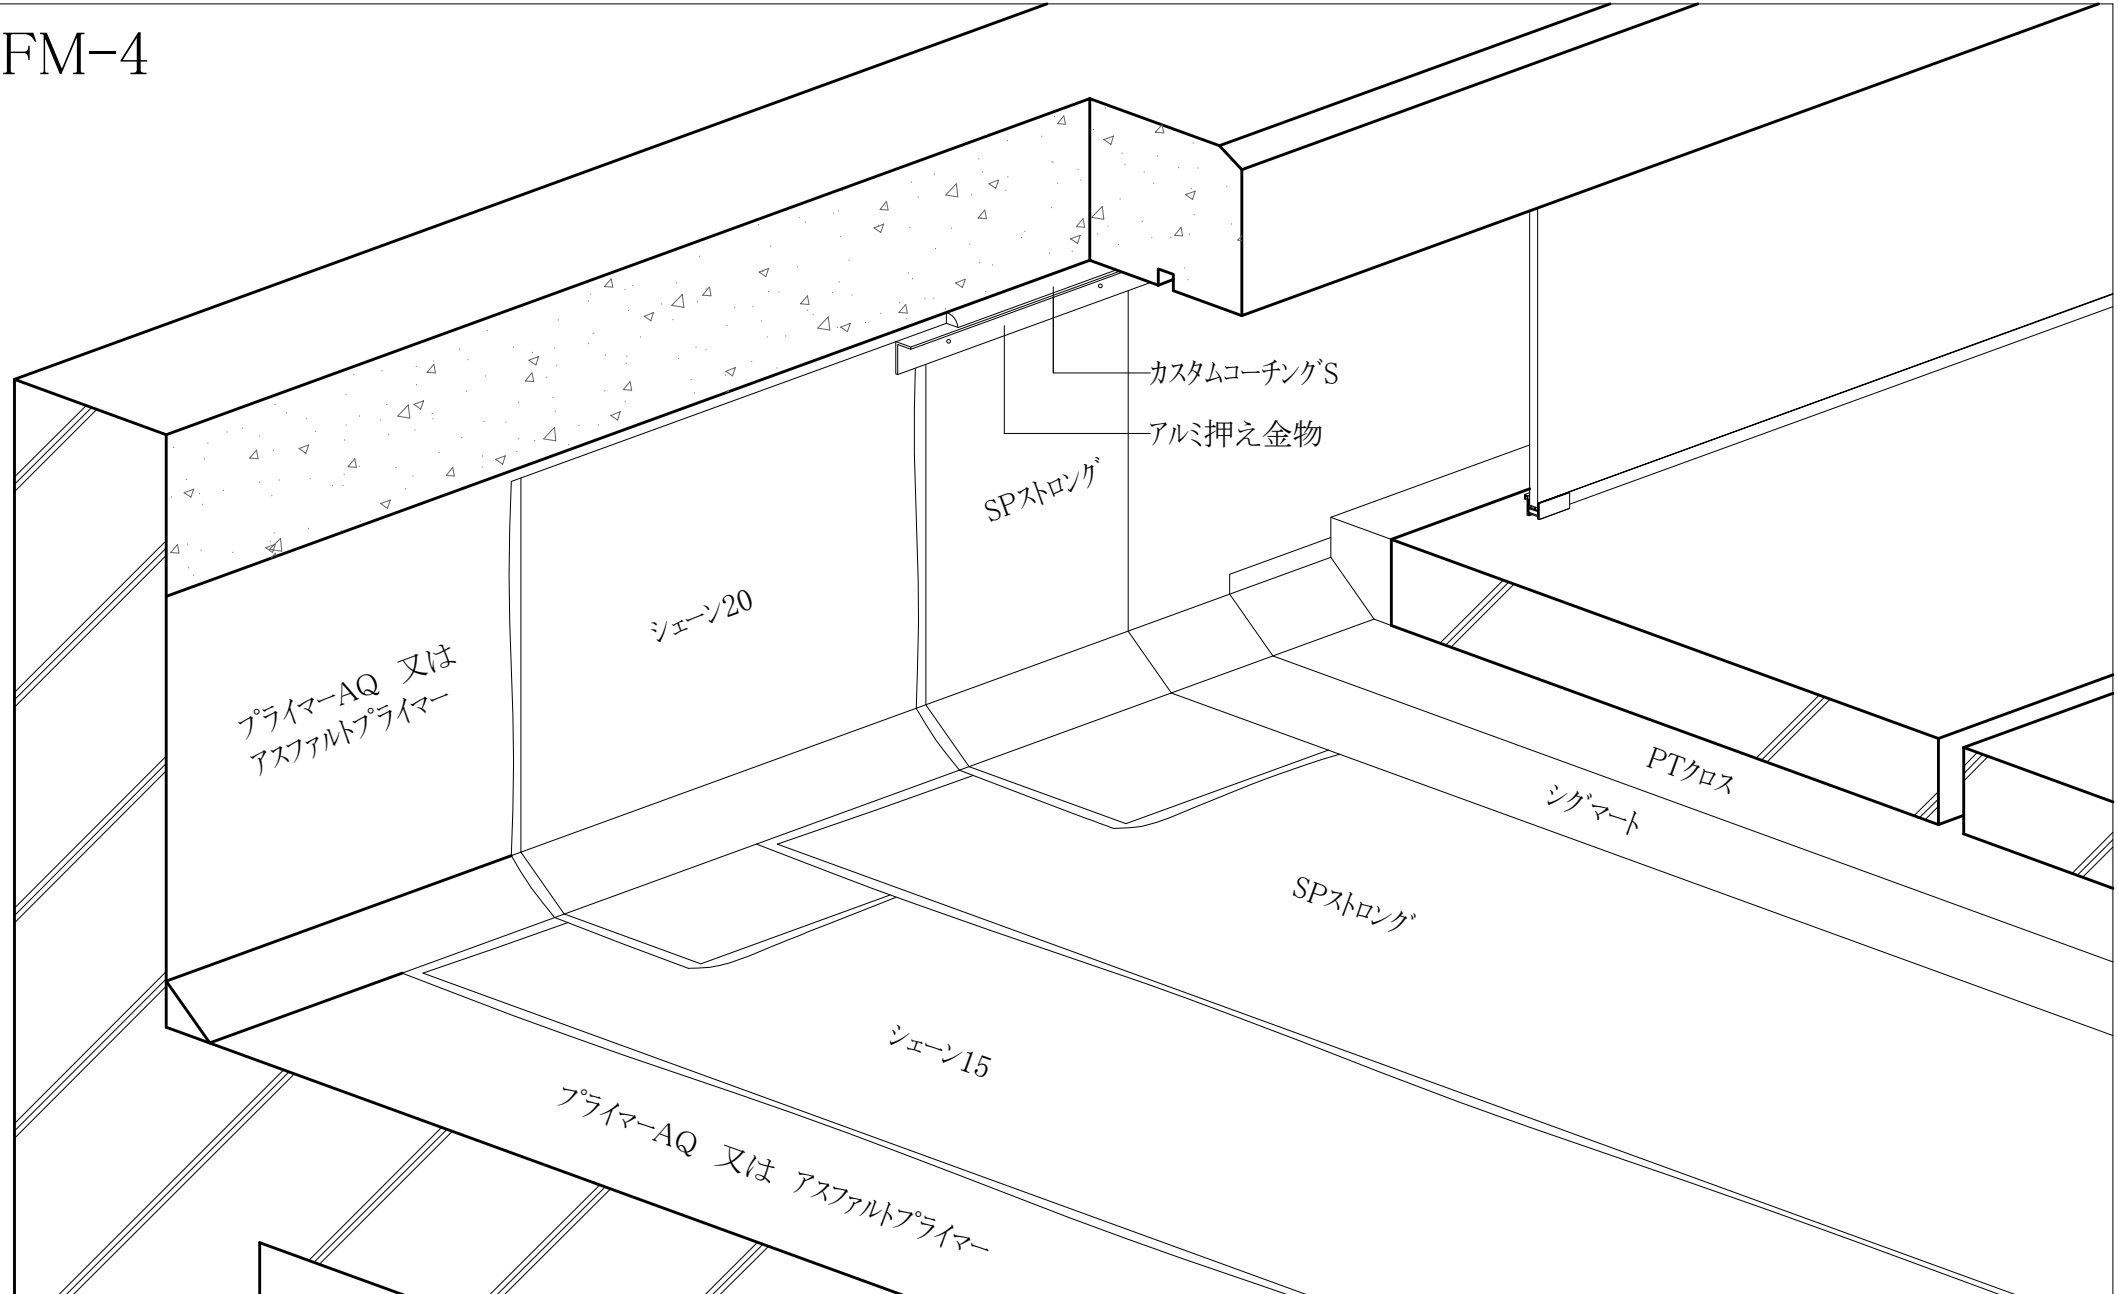 FM-4
カスタムコーチングS
アルミ押え金物
SPストロング
シェーン20
プライマーAQ 又は
アスファルトプライマー
PTクロス
シグマート
SPストロング
シェーン15
プライマーAQ 又は アスファルトプライマー